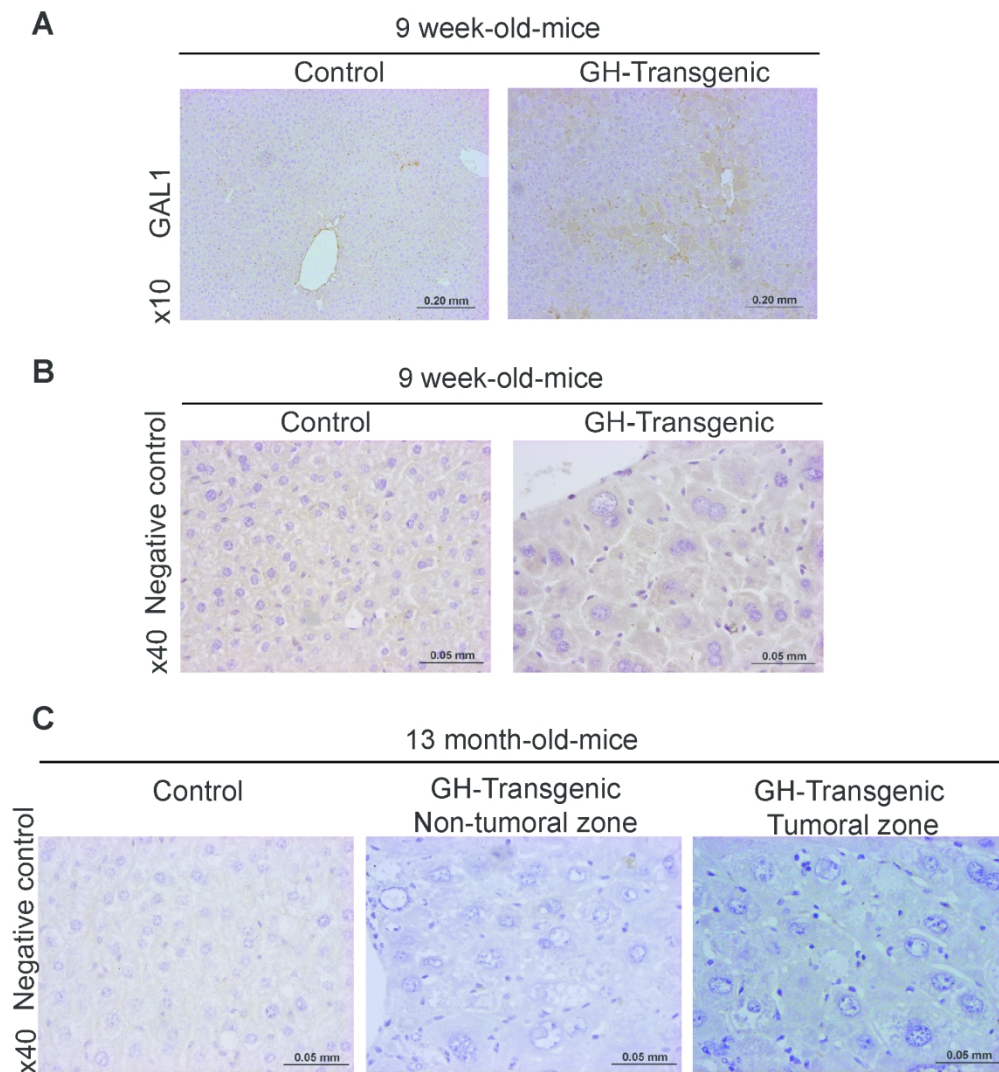 A
9 week-old-mice
Control GH-Transgenic
x10 GAL1
0.20 mm 0.20 mm
B
9 week-old-mice
Control GH-Transgenic
x40 Negative control
0.05 mm 0.05 mm
C
13 month-old-mice
Control GH-Transgenic Non-tumoral zone GH-Transgenic Tumoral zone
x40 Negative control
0.05 mm 0.05 mm 0.05 mm